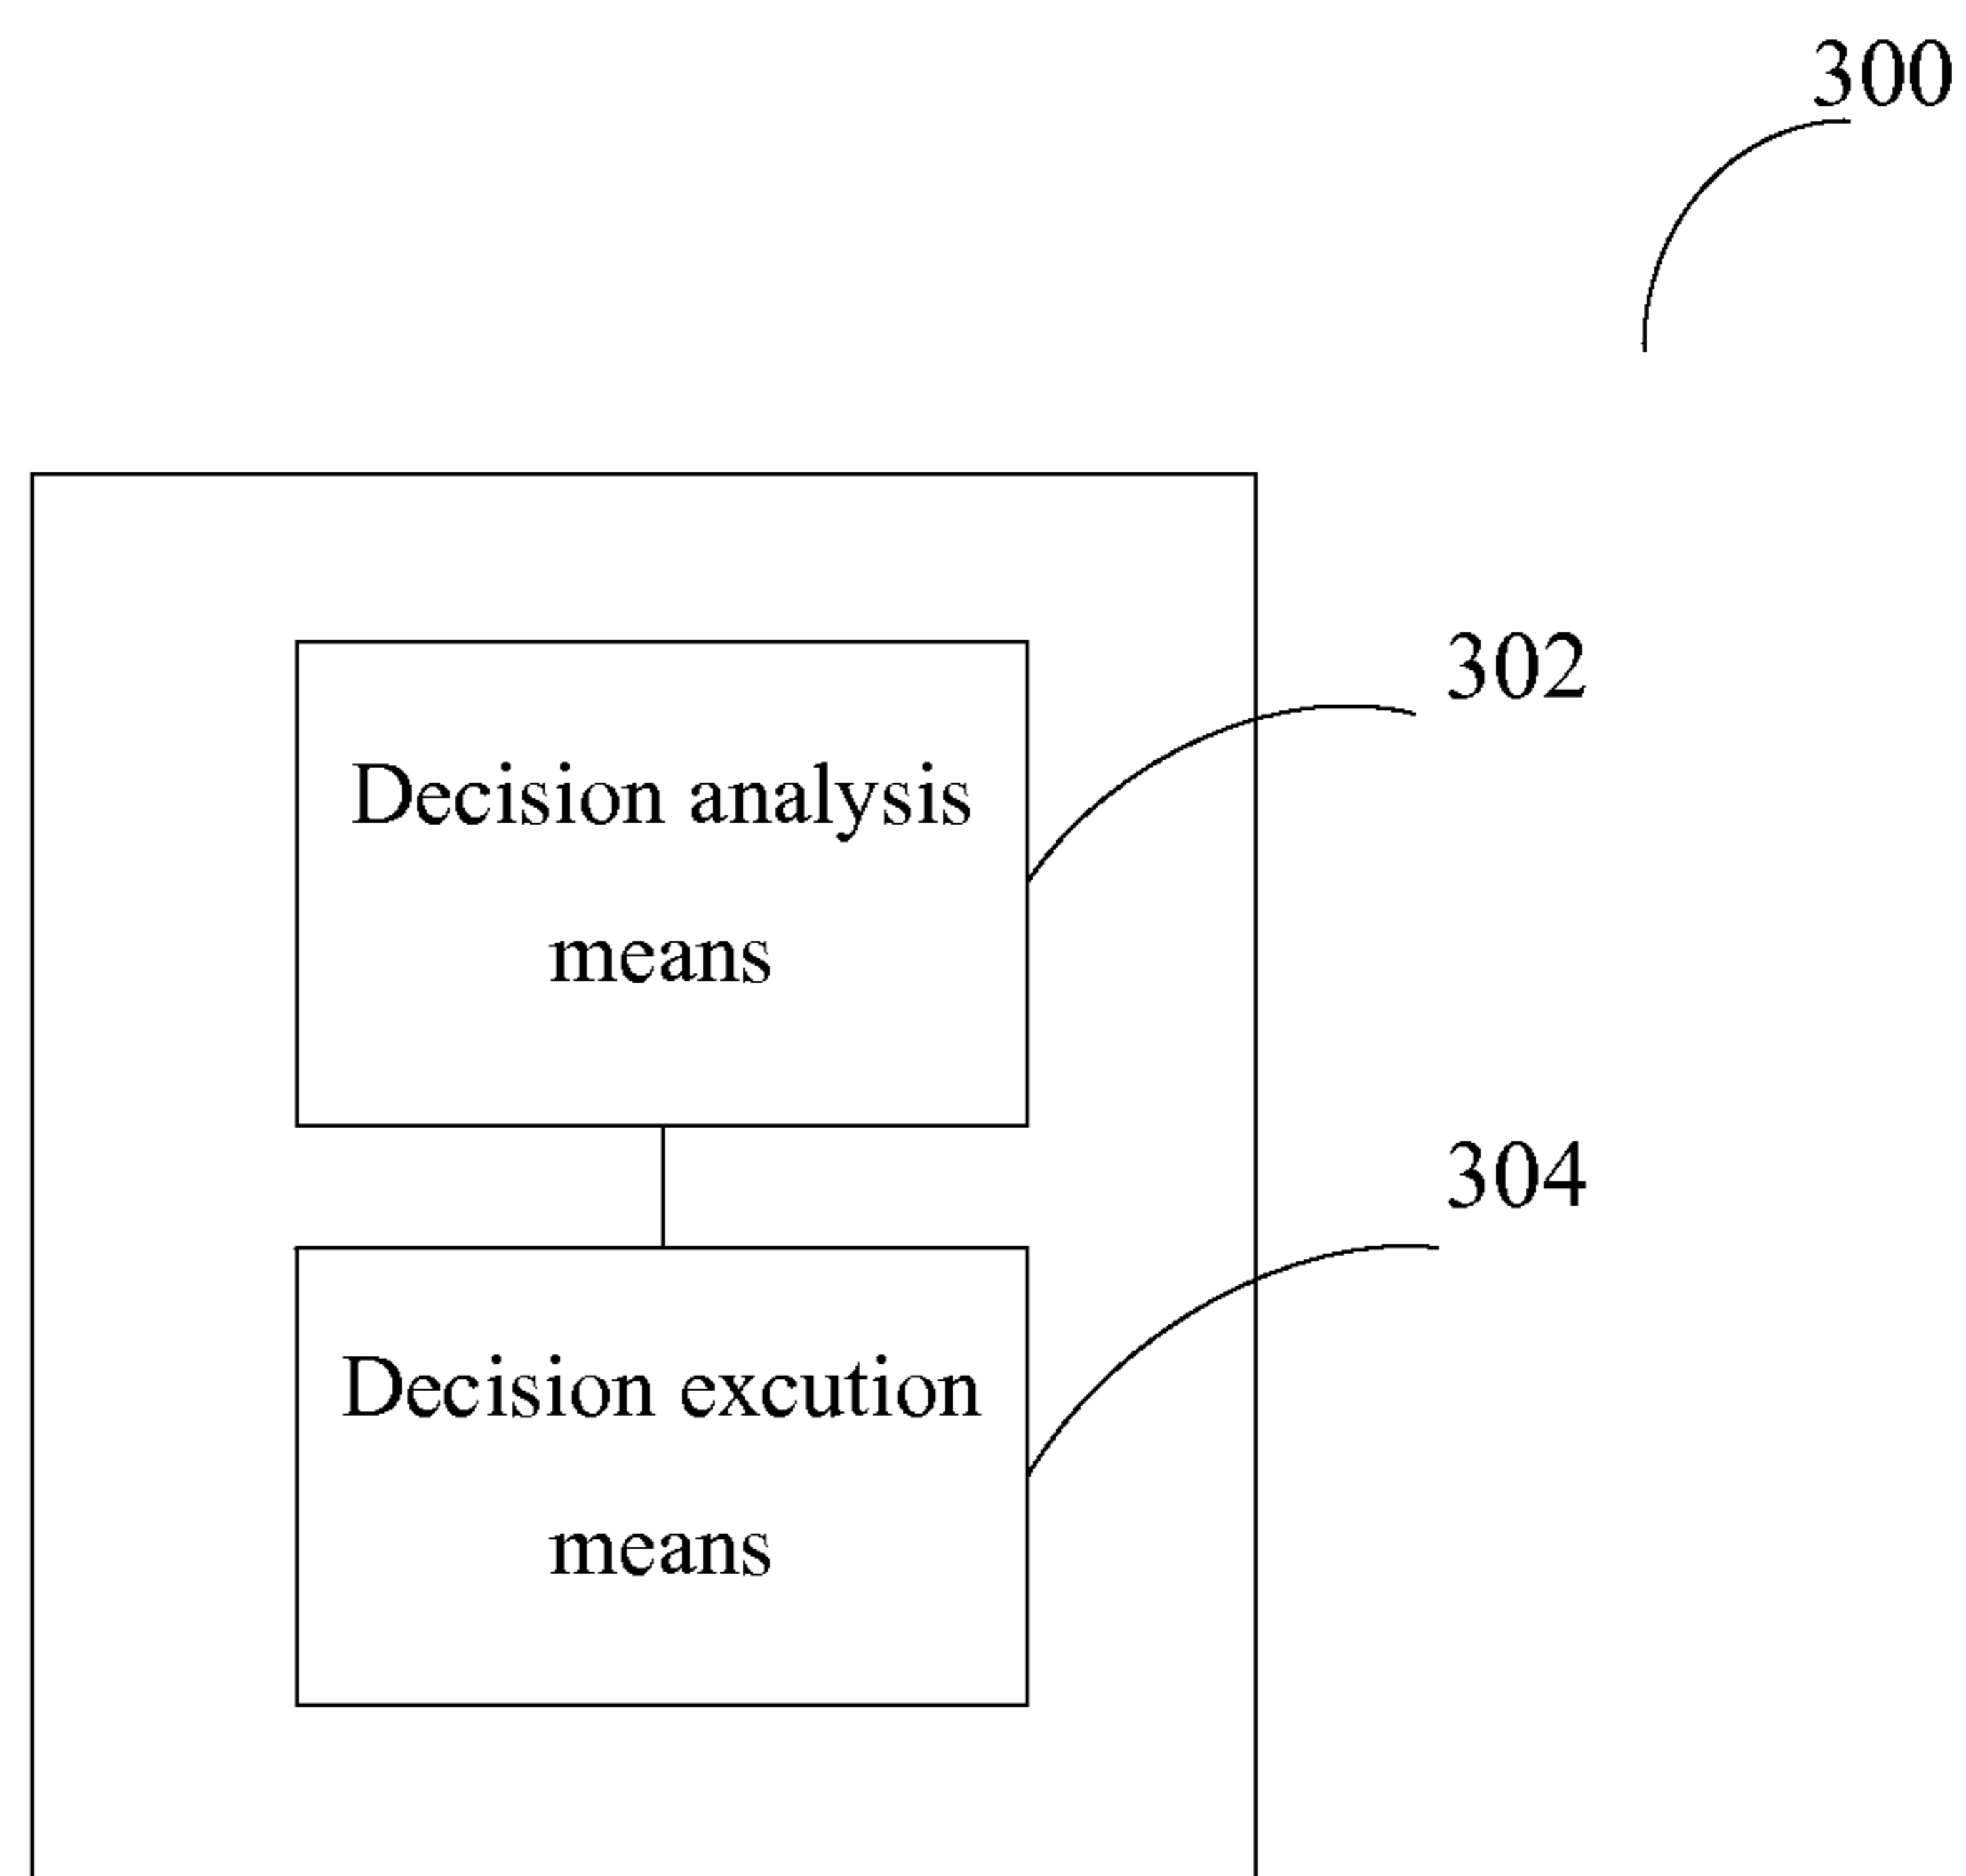 300
302
Decision analysis
means
304
Decision excution
means